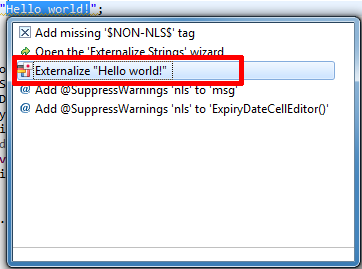 "Hello world!";
Add missing '$NON-NLS$' tag
Open the 'Externalize Strings' wizard
Externalize "Hello world!"
Add @SuppressWarnings 'nls' to 'msg'
Add @SuppressWarnings 'nls' to 'ExpiryDateCellEditor()'